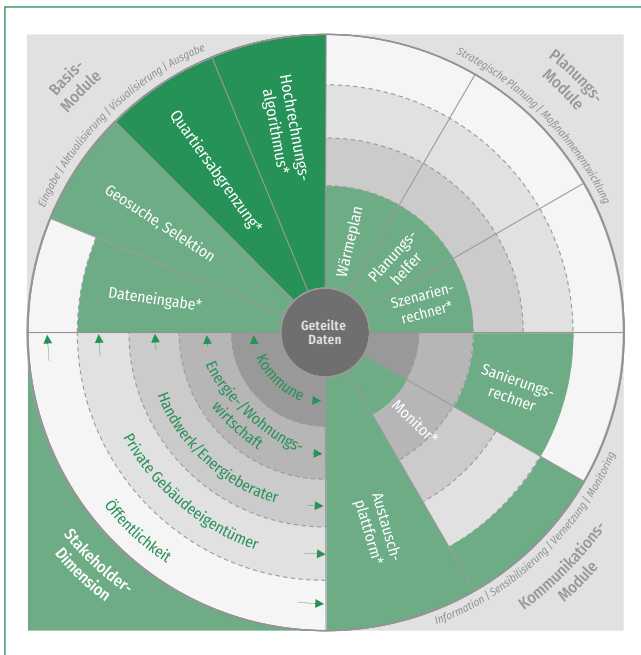 Basis-
Module
Eingabe | Aktualisierung | Visualisierung | Ausgabe
Hochrechnungs-
algorithmus*
Quartiersabgrenzung*
Geosuche, Selektion
Dateneingabe*
Planungs-
Module
Strategische Planung | Maßnahmenentwicklung
Wärmeplan
Planungs-
helfer
Szenarien-
rechner*
Geteilte
Daten
Sanierungs-
rechner
Monitor*
Austausch-
plattform*
Kommunikations-
Module
Information | Sensibilisierung | Vernetzung | Monitoring
Kommune
Energie-/Wohnungs-
wirtschaft
Handwerk/Energieberater
Private Gebäudeeigentümer
Öffentlichkeit
Stakeholder-
Dimension